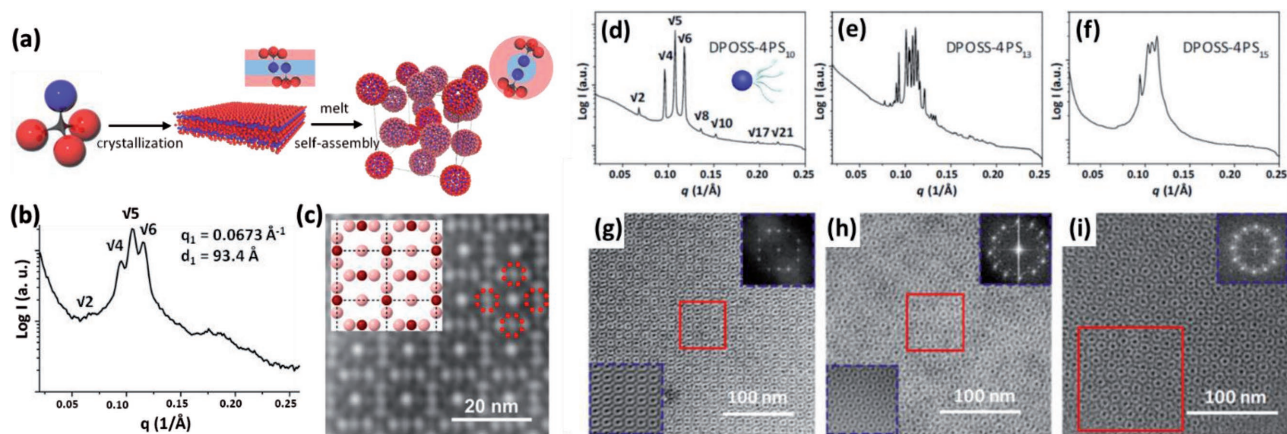 (a)
crystallization
melt
self-assembly
(b)
√2
√4
√5
√6
q₁ = 0.0673 Å⁻¹
d₁ = 93.4 Å
Log I (a. u.)
0.05
0.10
0.15
0.20
0.25
q (1/Å)
(c)
20 nm
(d)
DPOSS-4PS₁₀
√2
√4
√5
√6
√8
√10
√17
√21
Log I (a. u.)
0.05
0.10
0.15
0.20
0.25
q (1/Å)
(e)
DPOSS-4PS₁₃
Log I (a. u.)
0.05
0.10
0.15
0.20
0.25
q (1/Å)
(f)
DPOSS-4PS₁₅
Log I (a. u.)
0.05
0.10
0.15
0.20
0.25
q (1/Å)
(g)
100 nm
(h)
100 nm
(i)
100 nm